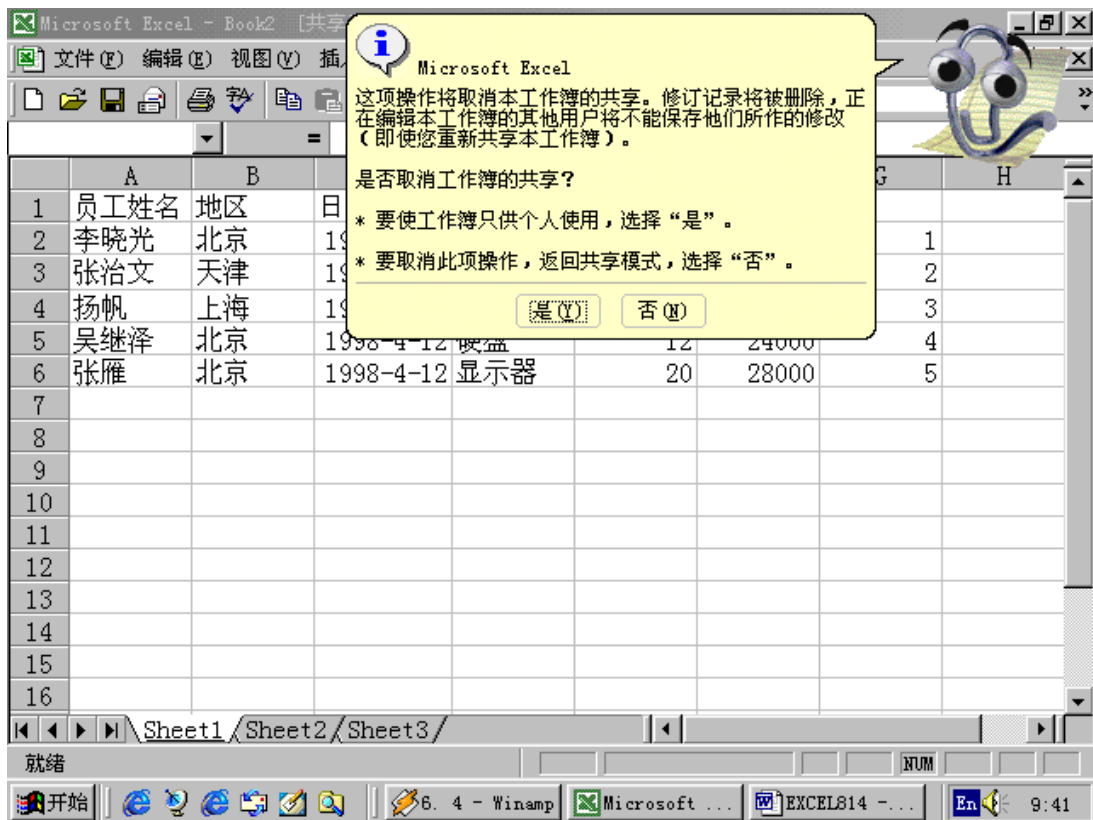 Microsoft Excel - Book2 [共享
文件(F) 编辑(E) 视图(V) 插
Microsoft Excel
这项操作将取消本工作簿的共享。修订记录将被删除，正
在编辑本工作簿的其他用户将不能保存他们所作的修改
（即使您重新共享本工作簿）。
是否取消工作簿的共享？
* 要使工作簿只供个人使用，选择“是”。
* 要取消此项操作，返回共享模式，选择“否”。
是(Y) 否(N)
=
A B G H
1 员工姓名 地区 日
2 李晓光 北京 19 1
3 张治文 天津 19 2
4 扬帆 上海 19 3
5 吴继泽 北京 1998-4-12 硬盘 12 24000 4
6 张雁 北京 1998-4-12 显示器 20 28000 5
7
8
9
10
11
12
13
14
15
16
Sheet1 Sheet2 Sheet3
就绪 NUM
开始 6. 4 - Winamp Microsoft ... EXCEL814 -... En 9:41